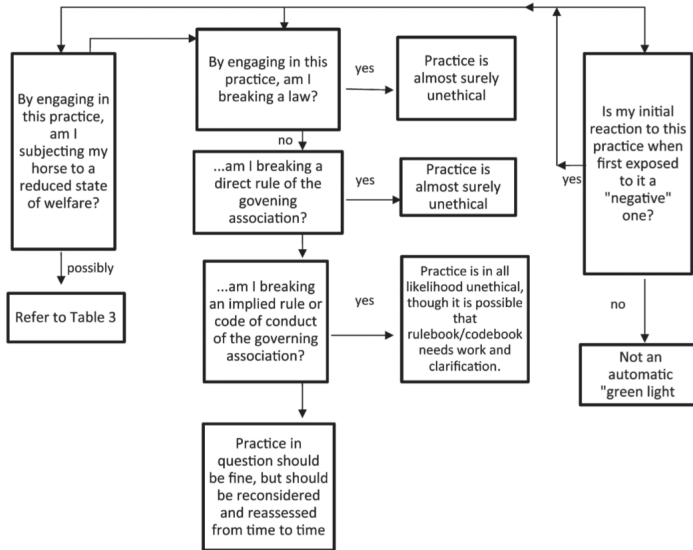 By engaging in
this practice,
am I
subjecting my
horse to a
reduced state
of welfare?
possibly
Refer to Table 3
By engaging in this
practice, am I
breaking a law?
yes
Practice is
almost surely
unethical
no
...am I breaking a
direct rule of the
govening
association?
yes
Practice is
almost surely
unethical
...am I breaking
an implied rule or
code of conduct
of the governing
association?
yes
Practice is in all
likelihood unethical,
though it is possible
that
rulebook/codebook
needs work and
clarification.
Practice in
question should
be fine, but should
be reconsidered
and reassessed
from time to time
Is my initial
reaction to this
practice when
first exposed
to it a
"negative"
one?
yes
no
Not an
automatic
"green light